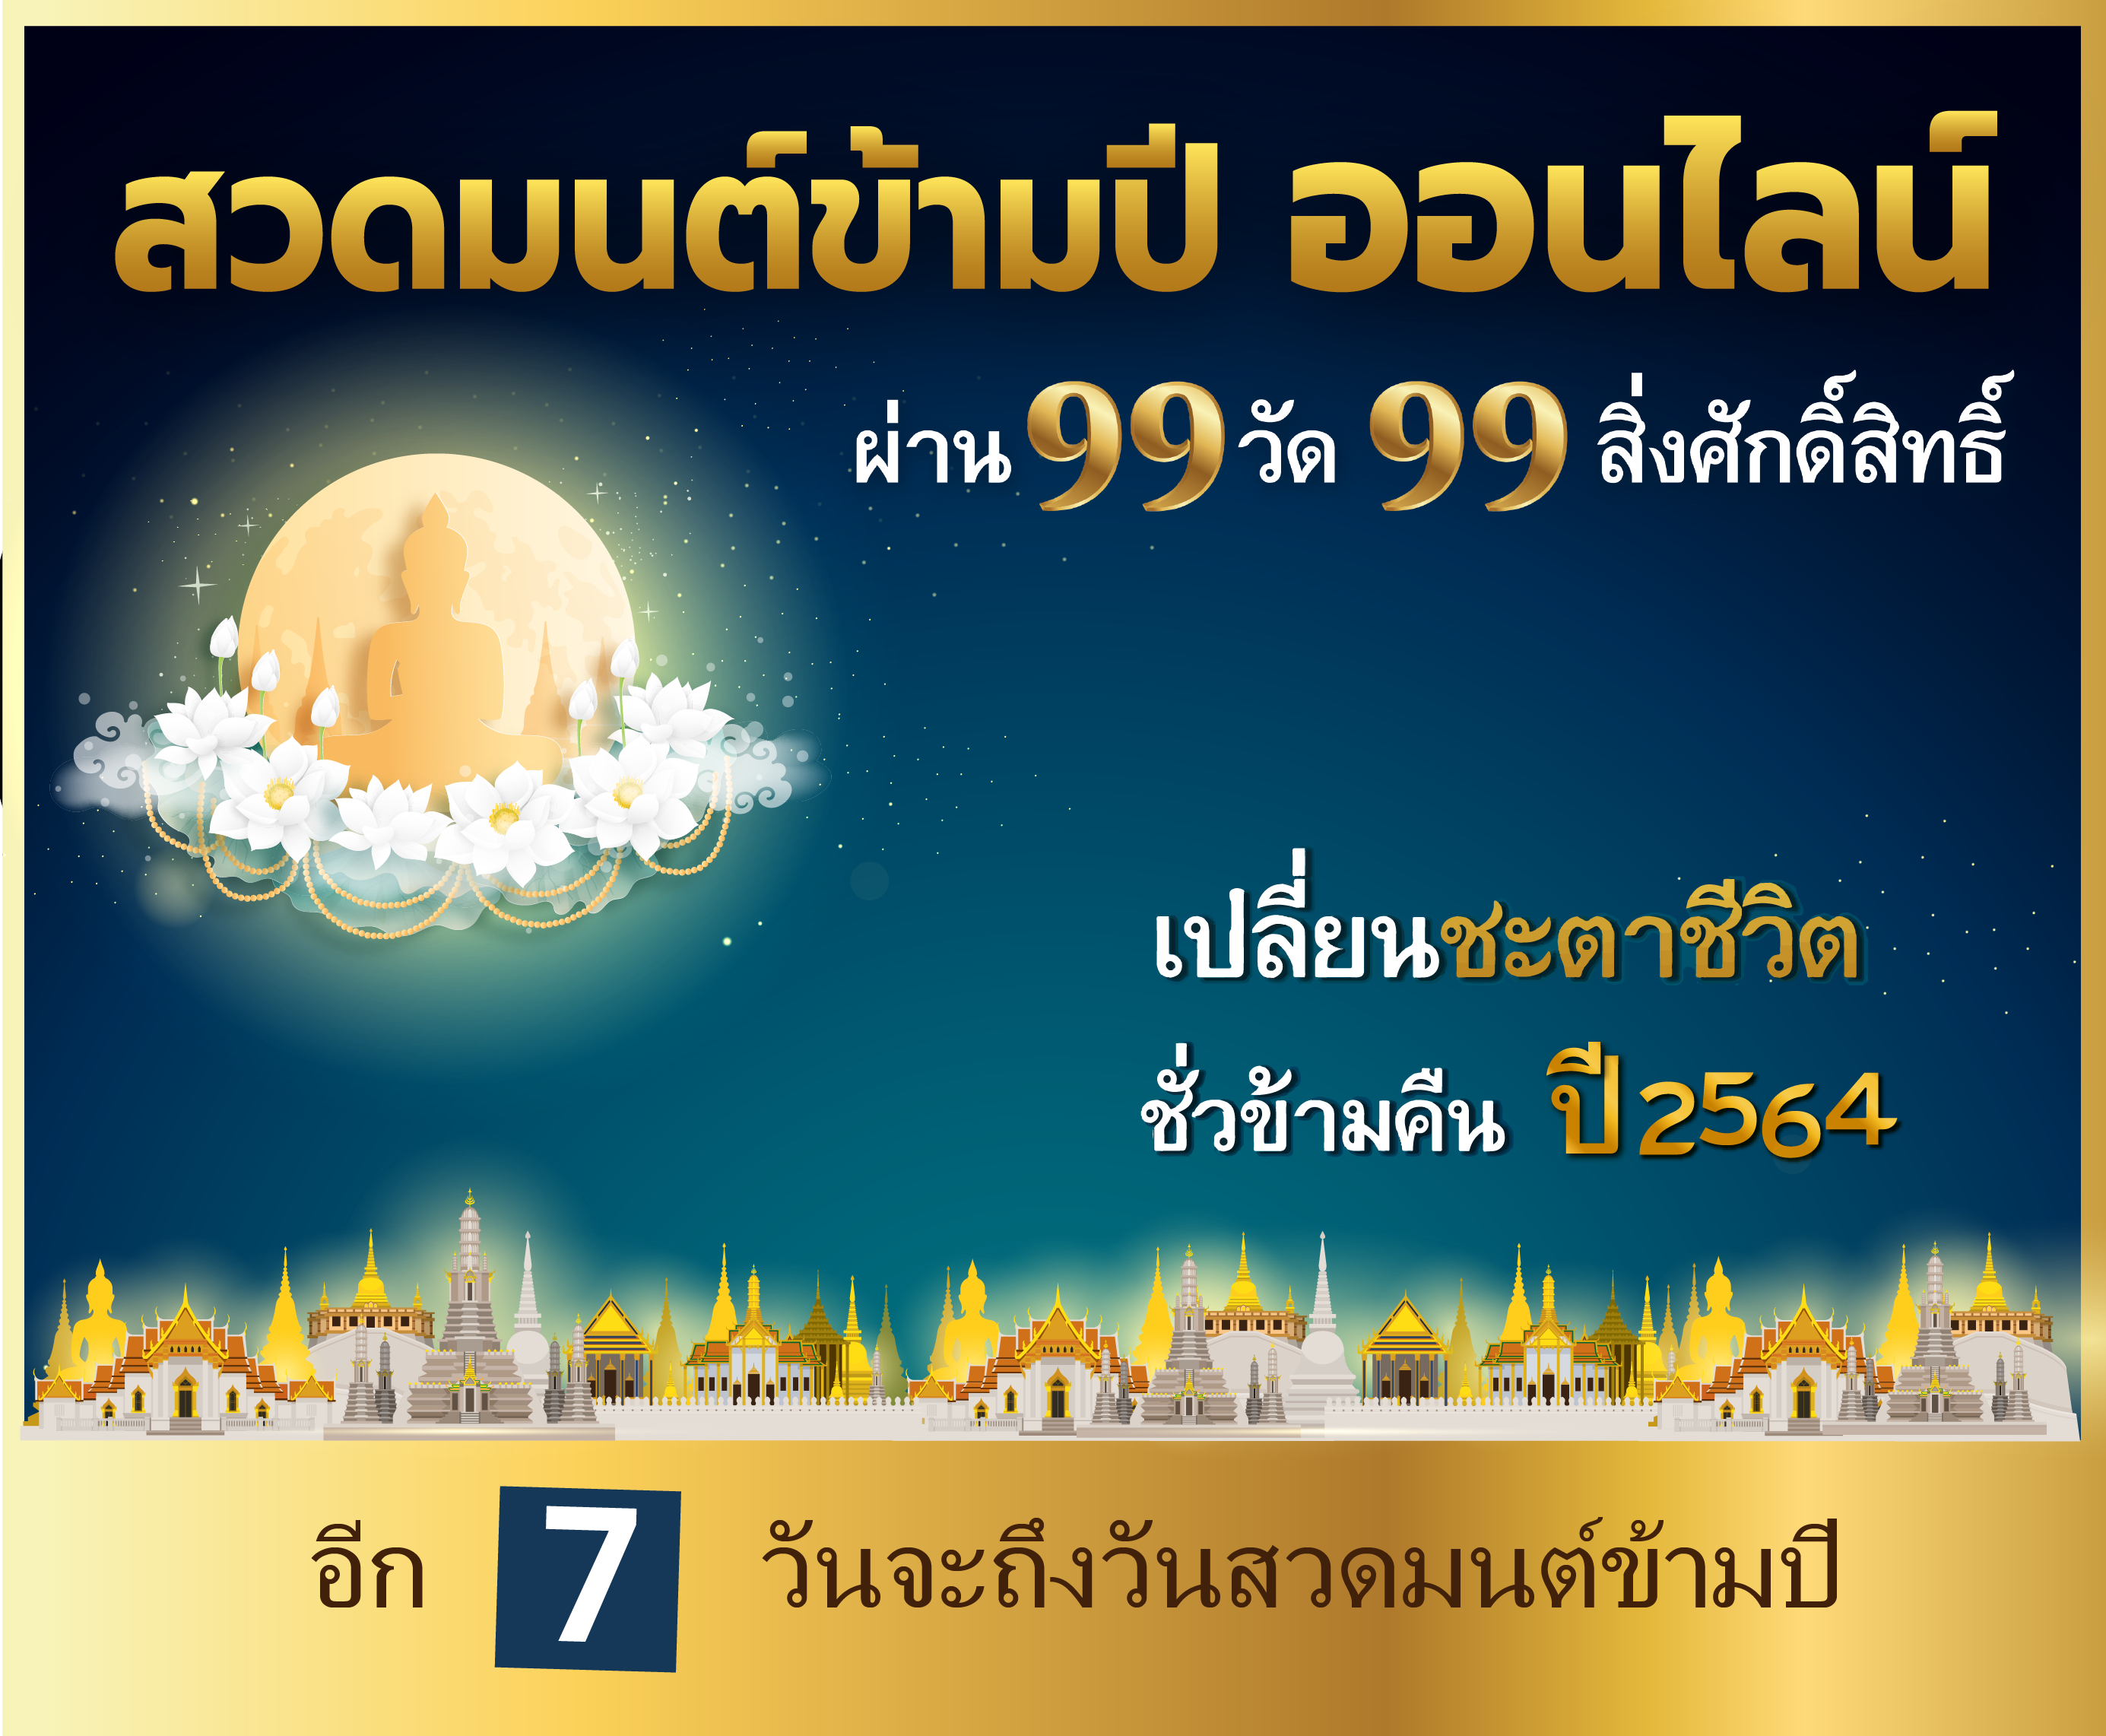 สวดมนต์ข้ามปี ออนไลน์
ผ่าน 99 วัด 99 สิ่งศักดิ์สิทธิ์
เปลี่ยนชะตาชีวิต
ชั่วข้ามคืน ปี 2564
อีก 7 วันจะถึงวันสวดมนต์ข้ามปี